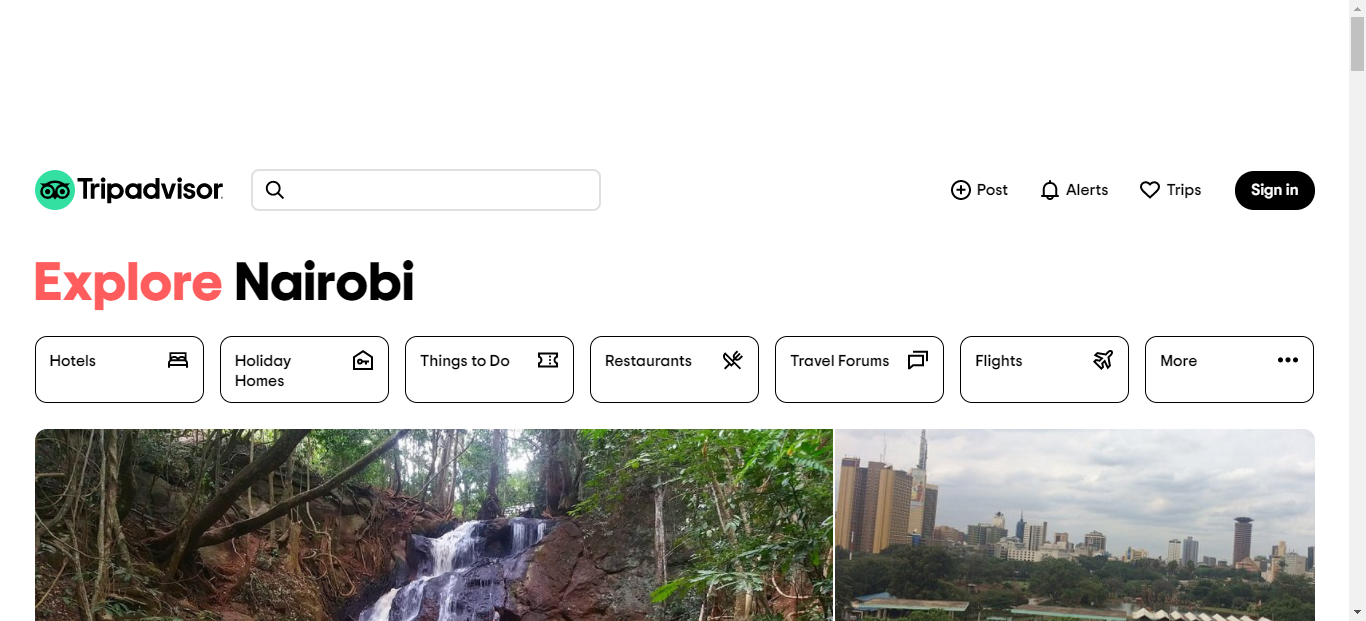 Tripadvisor
Post
Alerts
Trips
Sign in
Explore Nairobi
Hotels
Holiday
Homes
Things to Do
Restaurants
Travel Forums
Flights
More